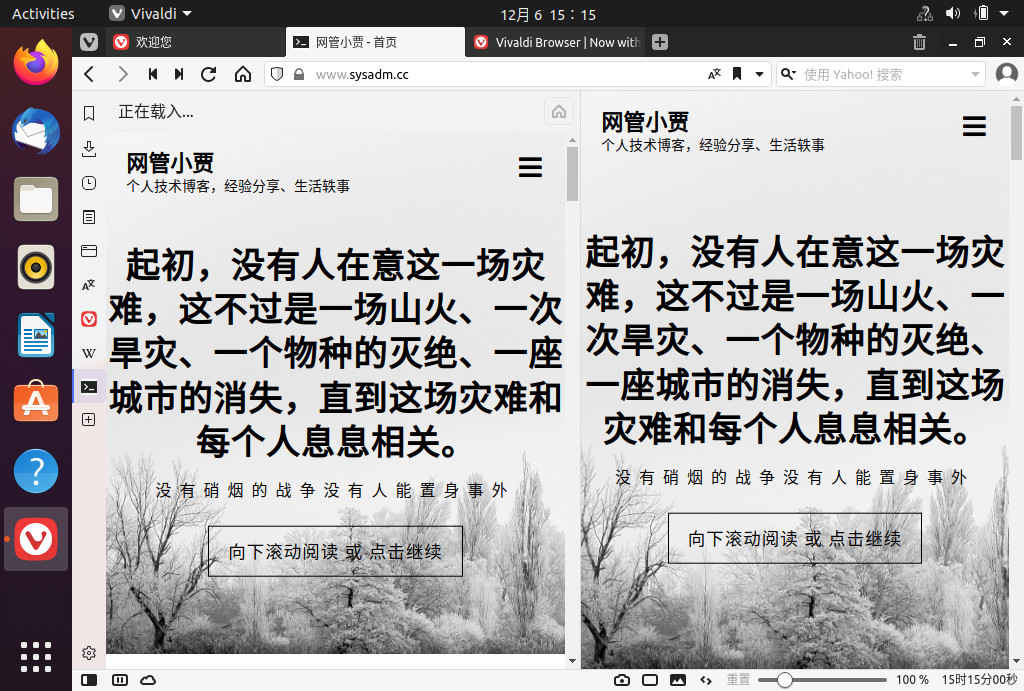 Activities
Vivaldi
12月 6 15：15
欢迎您
网管小贾 - 首页
Vivaldi Browser | Now with
www.sysadm.cc
使用 Yahoo! 搜索
正在载入...
网管小贾
个人技术博客，经验分享、生活轶事
起初，没有人在意这一场灾
难，这不过是一场山火、一次
旱灾、一个物种的灭绝、一座
城市的消失，直到这场灾难和
每个人息息相关。
没有硝烟的战争没有人能置身事外
向下滚动阅读 或 点击继续
网管小贾
个人技术博客，经验分享、生活轶事
起初，没有人在意这一场灾
难，这不过是一场山火、一
次旱灾、一个物种的灭绝、
一座城市的消失，直到这场
灾难和每个人息息相关。
没有硝烟的战争没有人能置身事外
向下滚动阅读 或 点击继续
重置
100 %
15时15分00秒